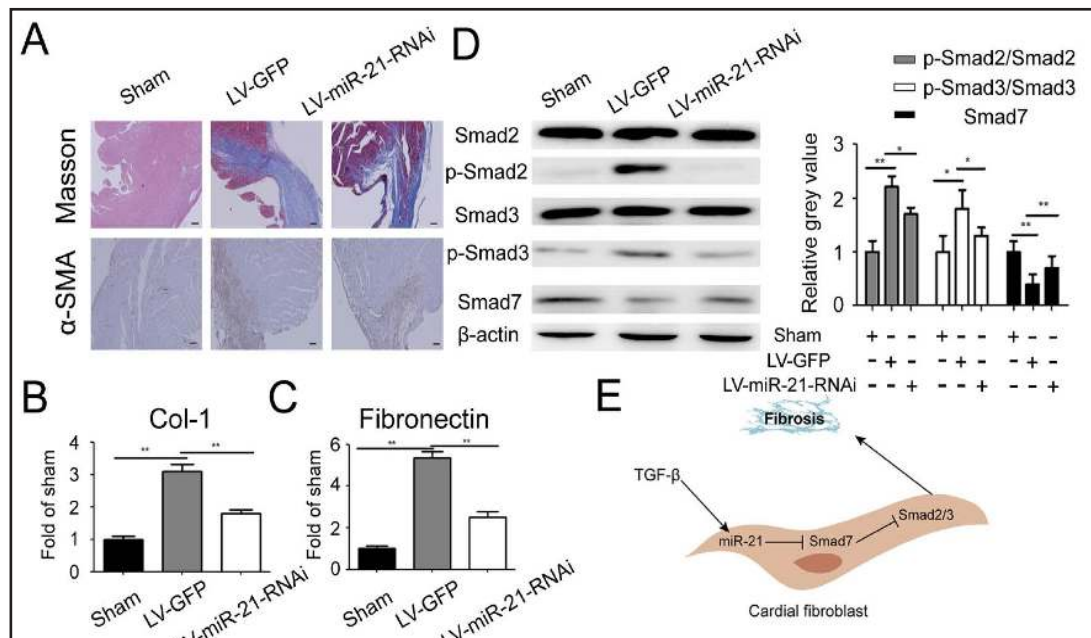 A
Sham
LV-GFP
LV-miR-21-RNAi
Masson
α-SMA
B
Col-1
Fold of sham
4
3
2
1
0
**
**
Sham
LV-GFP
LV-miR-21-RNAi
C
Fibronectin
Fold of sham
6
4
2
0
**
**
Sham
LV-GFP
LV-miR-21-RNAi
D
Sham
LV-GFP
LV-miR-21-RNAi
Smad2
p-Smad2
Smad3
p-Smad3
Smad7
β-actin
p-Smad2/Smad2
p-Smad3/Smad3
Smad7
Relative grey value
3
2
1
0
** * * * ** **
Sham + - - + - - + - -
LV-GFP - + - - + - - + -
LV-miR-21-RNAi - - + - - + - - +
E
Fibrosis
TGF-β
miR-21
Smad7
Smad2/3
Cardial fibroblast